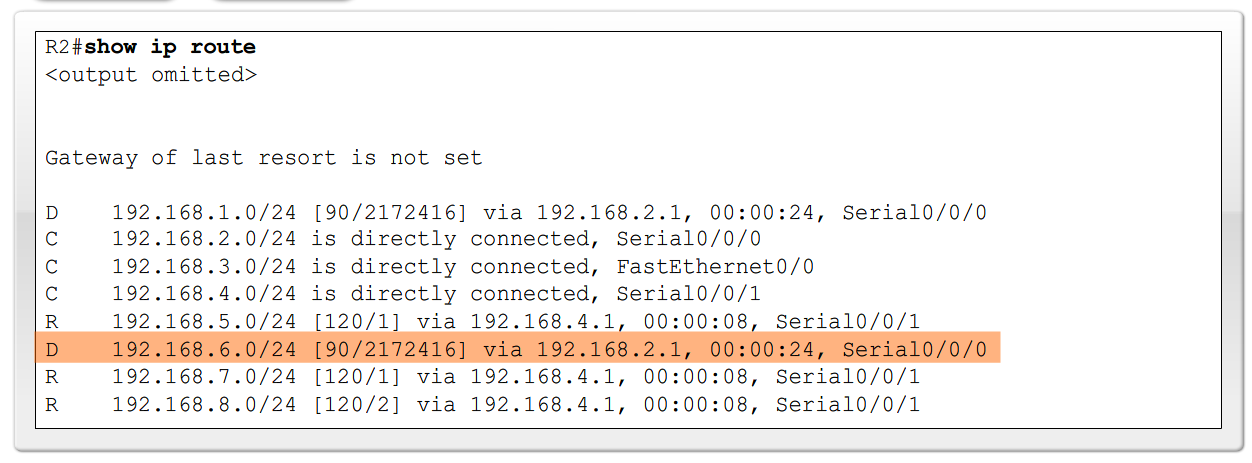 R2#show ip route
<output omitted>
Gateway of last resort is not set
D 192.168.1.0/24 [90/2172416] via 192.168.2.1, 00:00:24, Serial0/0/0
C 192.168.2.0/24 is directly connected, Serial0/0/0
C 192.168.3.0/24 is directly connected, FastEthernet0/0
C 192.168.4.0/24 is directly connected, Serial0/0/1
R 192.168.5.0/24 [120/1] via 192.168.4.1, 00:00:08, Serial0/0/1
D 192.168.6.0/24 [90/2172416] via 192.168.2.1, 00:00:24, Serial0/0/0
R 192.168.7.0/24 [120/1] via 192.168.4.1, 00:00:08, Serial0/0/1
R 192.168.8.0/24 [120/2] via 192.168.4.1, 00:00:08, Serial0/0/1